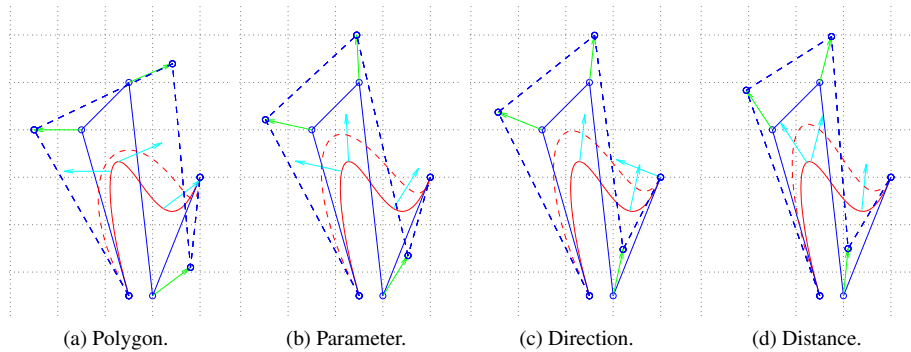 (a) Polygon. (b) Parameter. (c) Direction. (d) Distance.